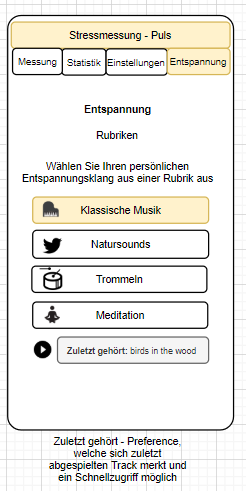 Stressmessung - Puls
Messung Statistik Einstellungen Entspannung
Entspannung
Rubriken
Wählen Sie Ihren persönlichen
Entspannungsklang aus einer Rubrik aus
Klassische Musik
Natursounds
Trommeln
Meditation
Zuletzt gehört: birds in the wood
Zuletzt gehört - Preference,
welche sich zuletzt
abgespielten Track merkt und
ein Schnellzugriff möglich